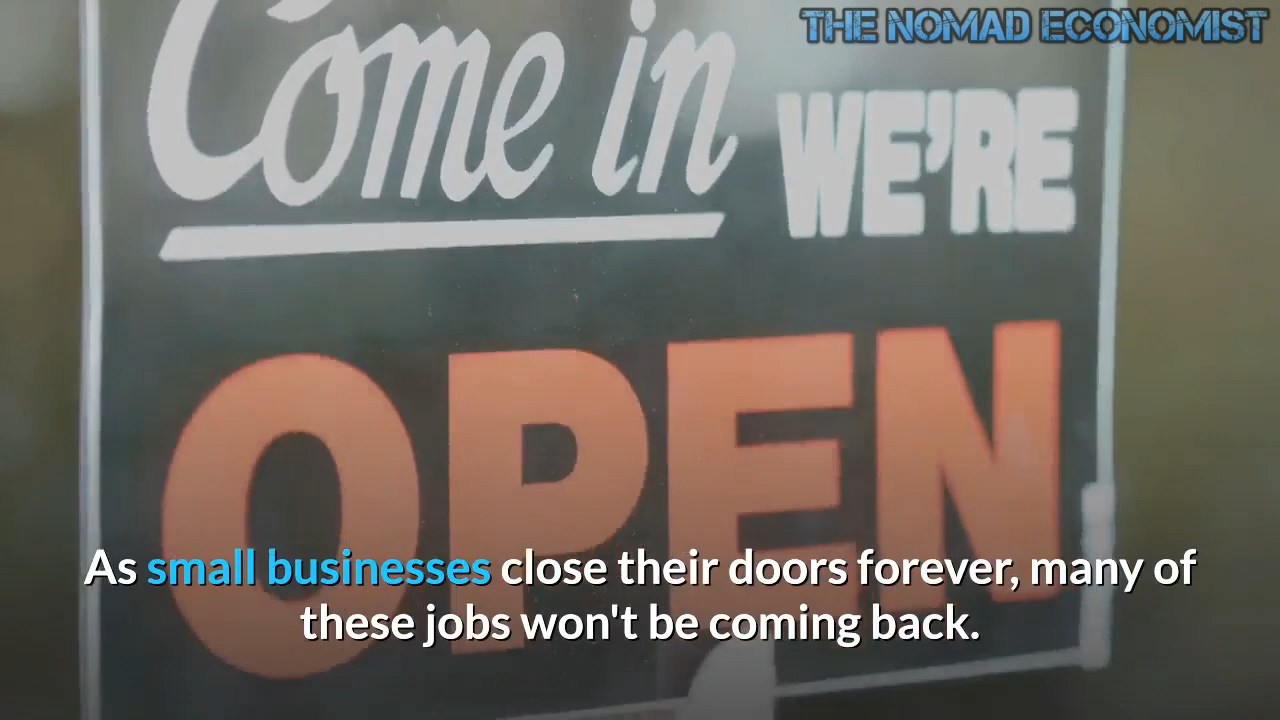 THE NOMAD ECONOMIST
Come in WE'RE
OPEN
As small businesses close their doors forever, many of
these jobs won't be coming back.